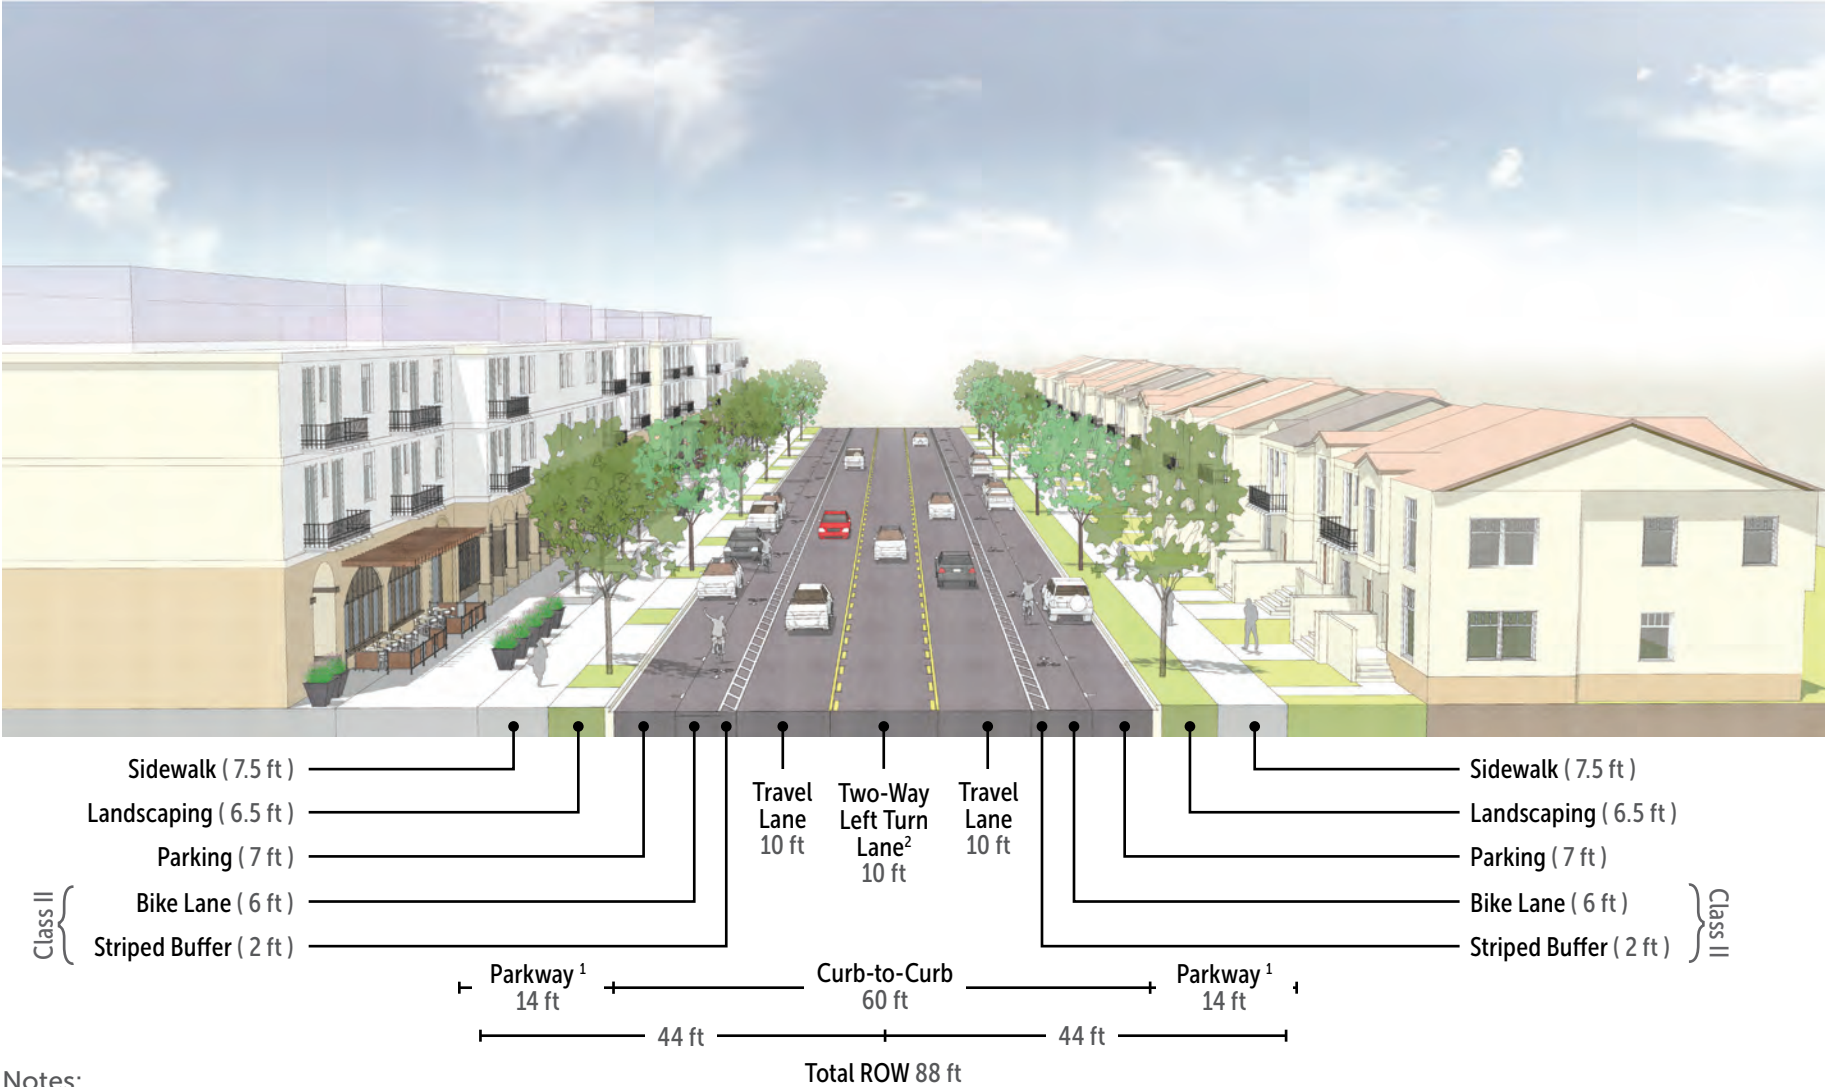 Sidewalk ( 7.5 ft )
Landscaping ( 6.5 ft )
Parking ( 7 ft )
Class II
Bike Lane ( 6 ft )
Striped Buffer ( 2 ft )
Travel
Lane
10 ft
Two-Way
Left Turn
Lane²
10 ft
Travel
Lane
10 ft
Sidewalk ( 7.5 ft )
Landscaping ( 6.5 ft )
Parking ( 7 ft )
Bike Lane ( 6 ft )
Striped Buffer ( 2 ft )
Class II
Parkway ¹
14 ft
Curb-to-Curb
60 ft
Parkway ¹
14 ft
44 ft
44 ft
Total ROW 88 ft
Notes: